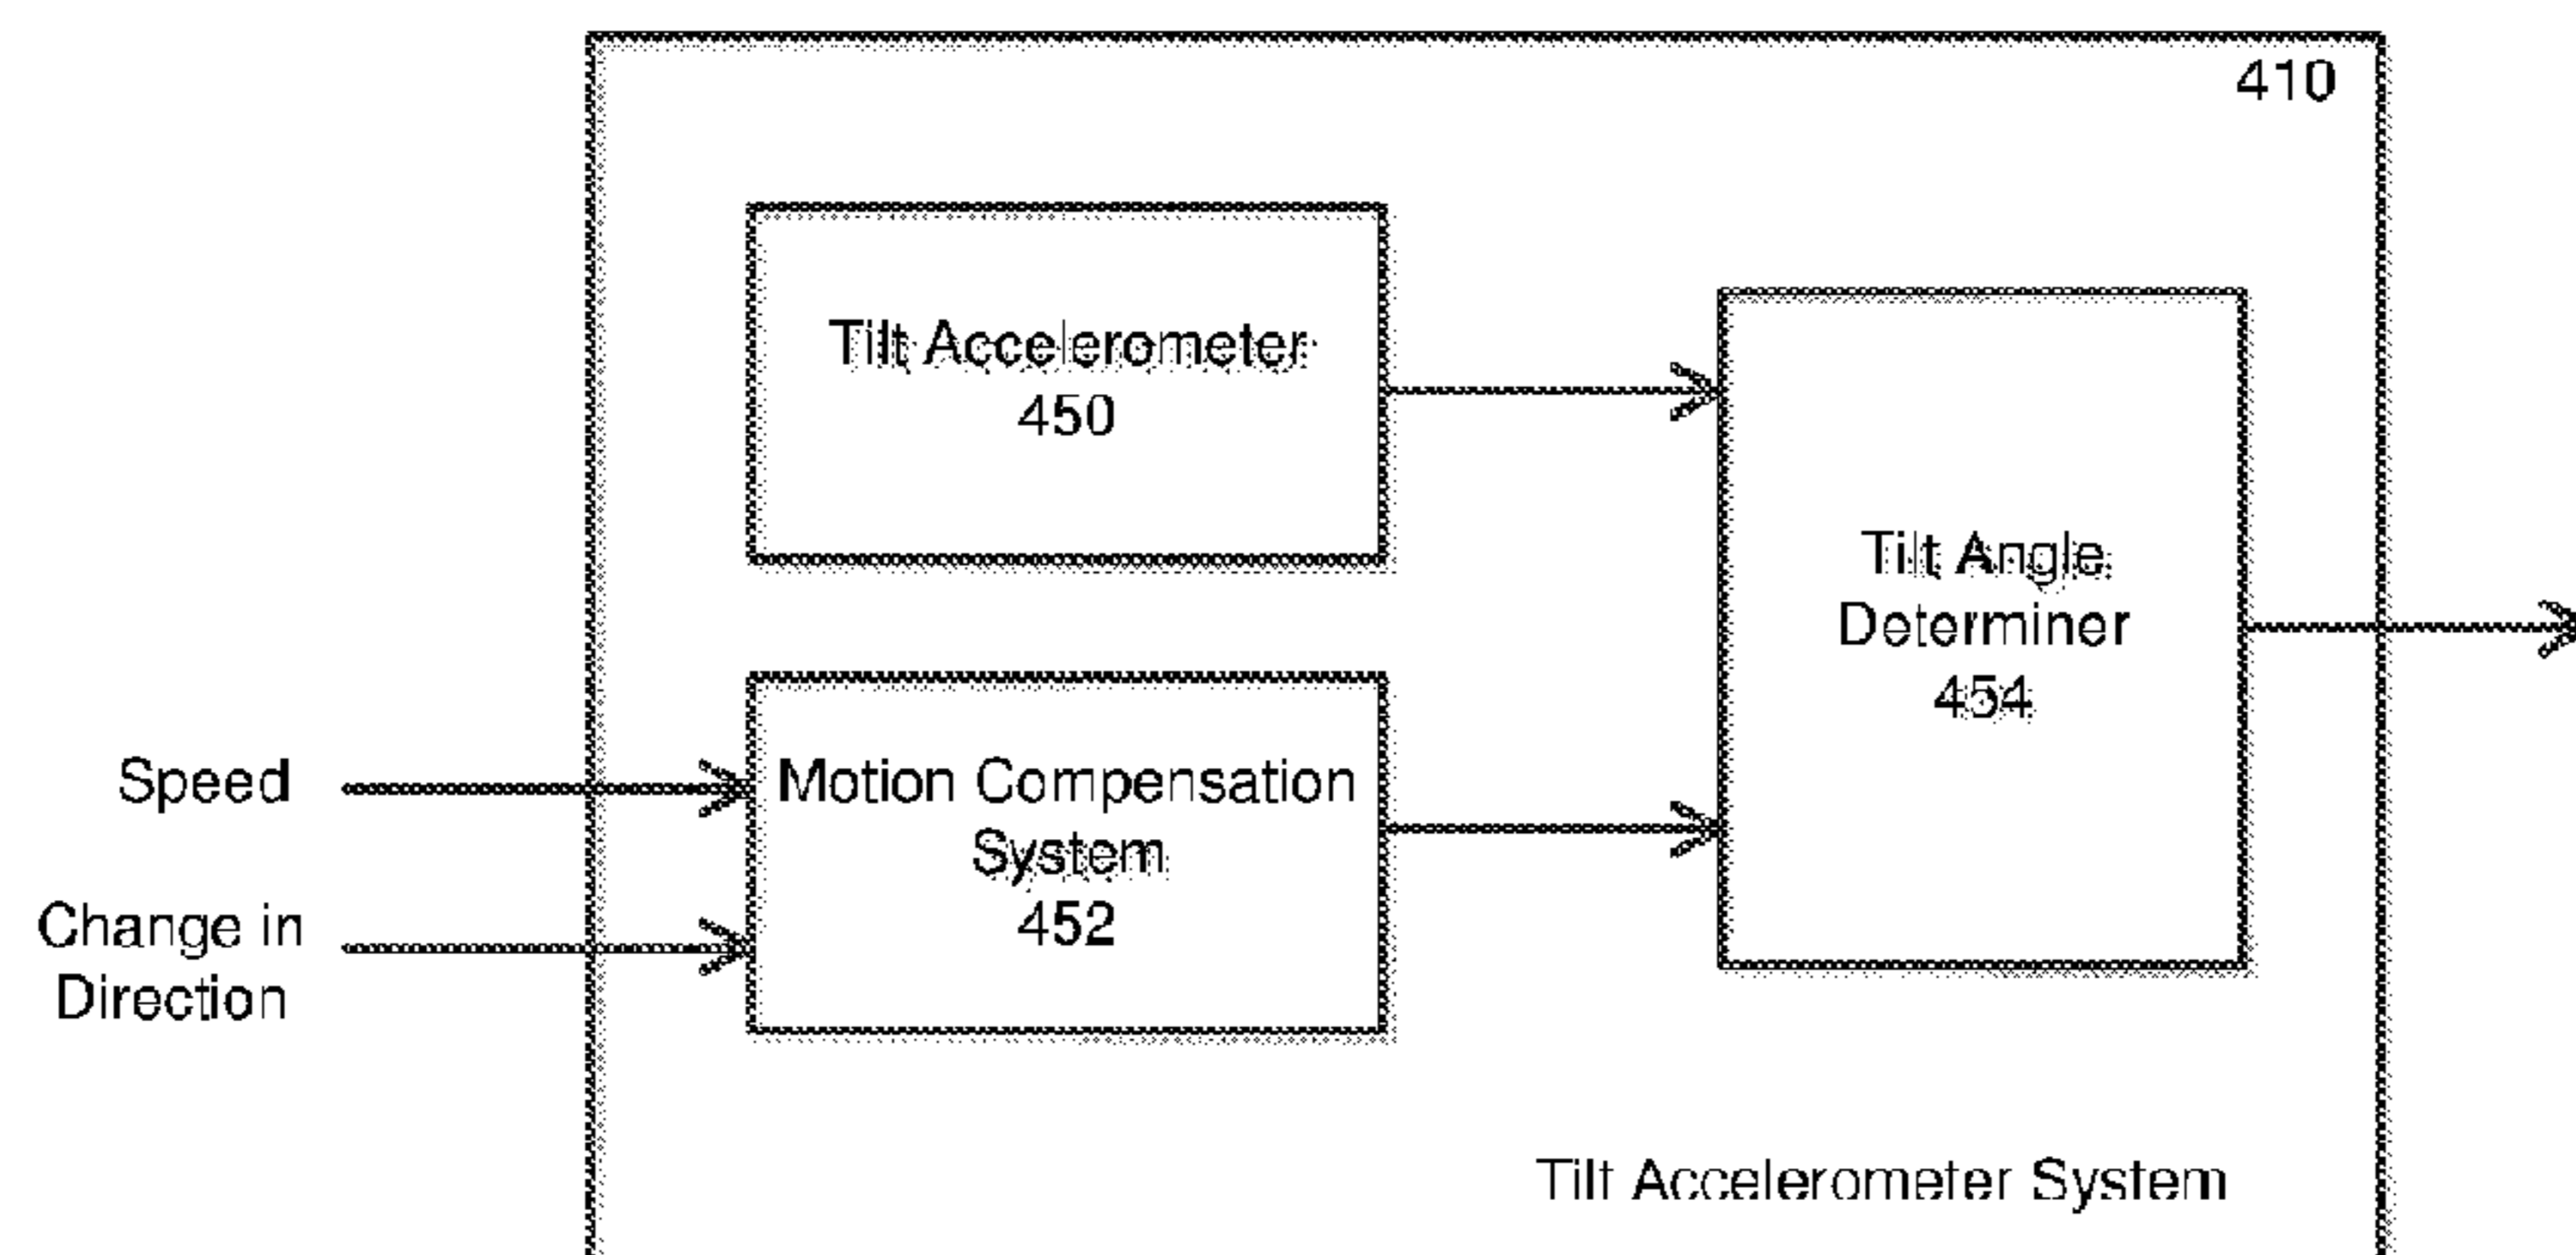 410
Tilt Accelerometer
450
Tilt Angle
Determiner
454
Speed
Motion Compensation
System
452
Change in
Direction
Tilt Accelerometer System